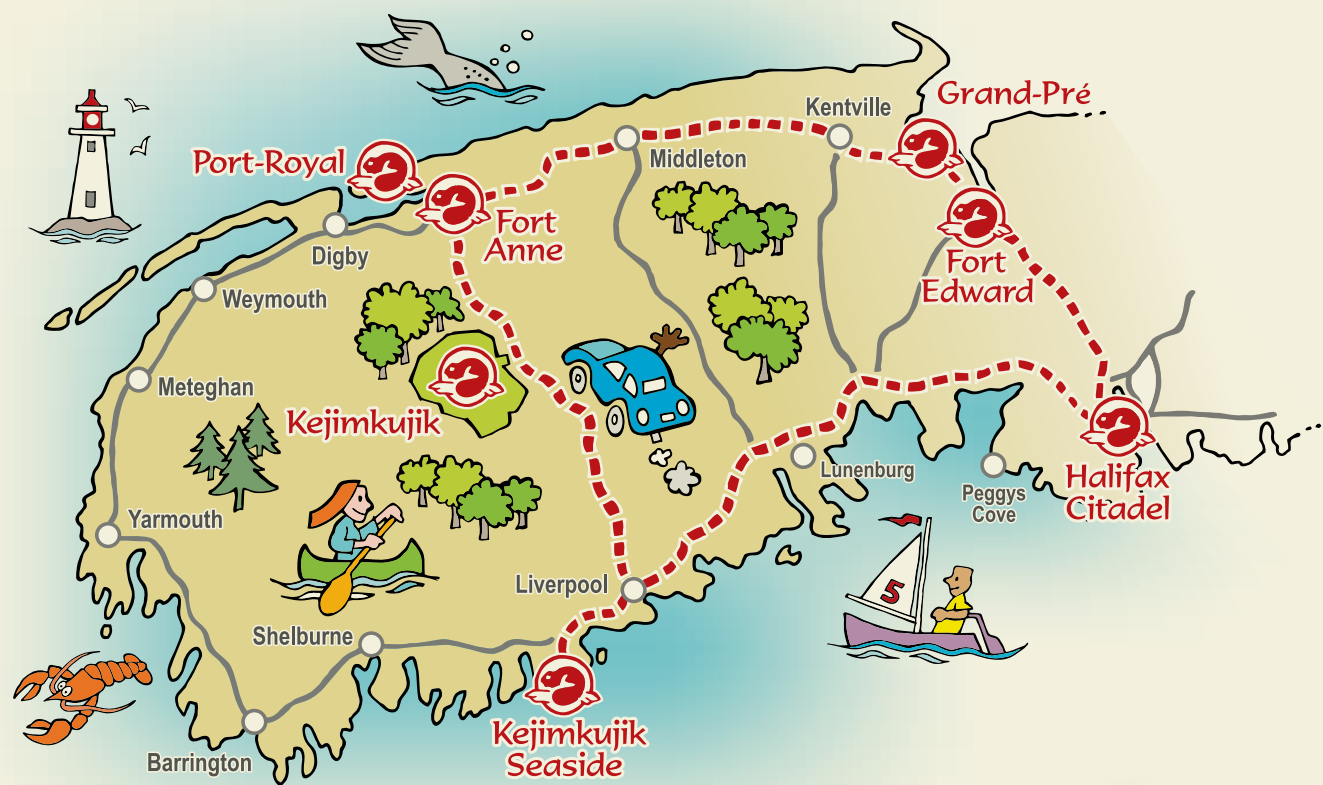 Grand-Pré
Kentville
Port-Royal
Middleton
Fort
Anne
Digby
Fort
Edward
Weymouth
Meteghan
Kejimkujik
Lunenburg
Halifax
Citadel
Peggys
Cove
Yarmouth
Liverpool
5
Shelburne
Kejimkujik
Seaside
Barrington